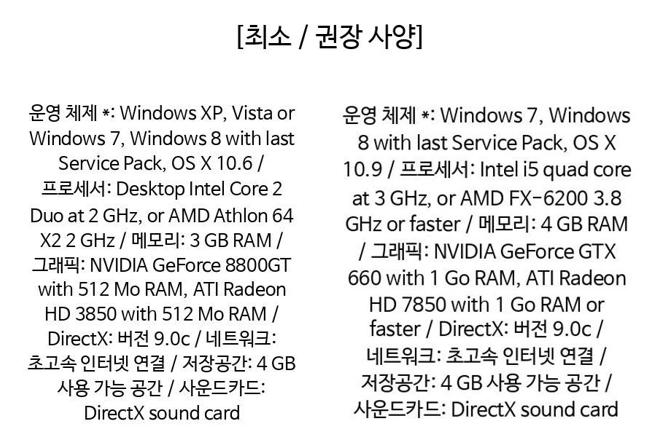 [최소 / 권장 사양]
운영 체제 *: Windows XP, Vista or
Windows 7, Windows 8 with last
Service Pack, OS X 10.6 /
프로세서: Desktop Intel Core 2
Duo at 2 GHz, or AMD Athlon 64
X2 2 GHz / 메모리: 3 GB RAM /
그래픽: NVIDIA GeForce 8800GT
with 512 Mo RAM, ATI Radeon
HD 3850 with 512 MO RAM /
DirectX: 버전 9.0c / 네트워크:
초고속 인터넷 연결 / 저장공간: 4 GB
사용 가능 공간 / 사운드카드:
DirectX sound card
운영 체제 *: Windows 7, Windows
8 with last Service Pack, OS X
10.9 / 프로세서: Intel i5 quad core
at 3 GHz, or AMD FX-6200 3.8
GHz or faster / 메모리: 4 GB RAM
/ 그래픽: NVIDIA GeForce GTX
660 with 1 Go RAM, ATI Radeon
HD 7850 with 1 Go RAM or
faster / DirectX: 버전 9.0c /
네트워크: 초고속 인터넷 연결 /
저장공간: 4 GB 사용 가능 공간 /
사운드카드: DirectX sound card